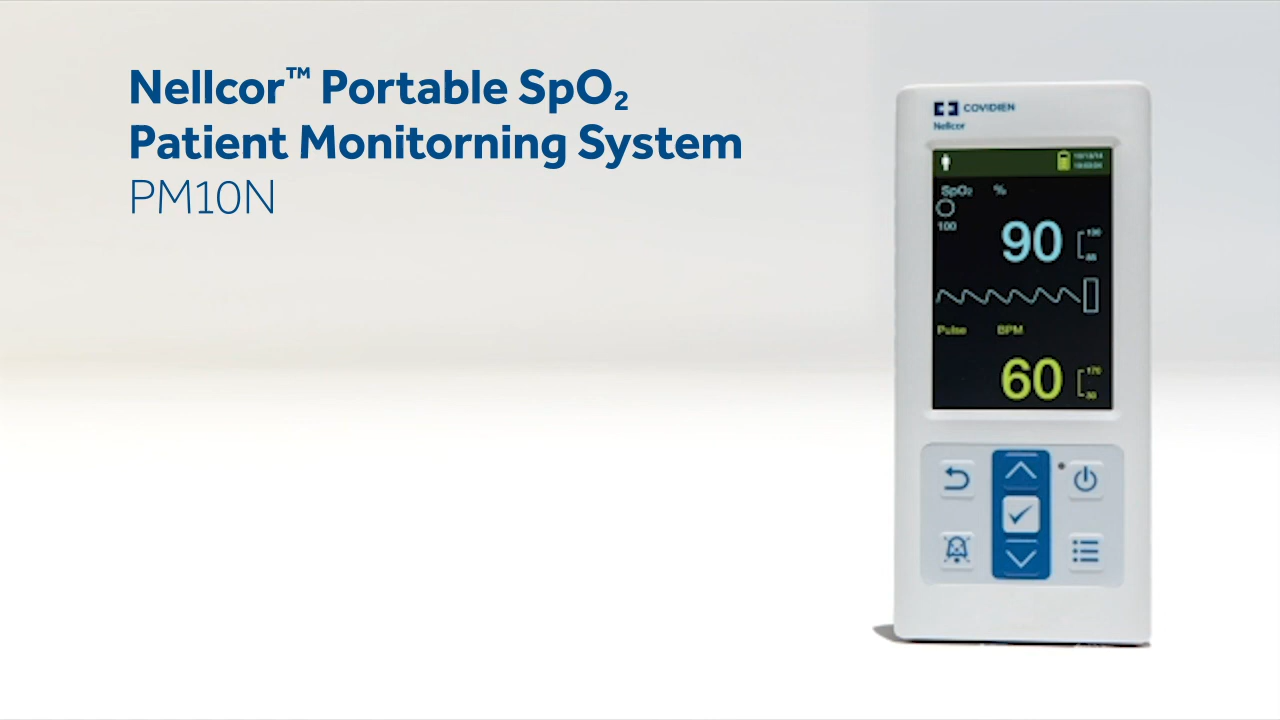 Nellcor™ Portable SpO₂
Patient Monitorning System
PM10N
COVIDIEN
Nellcor
SpO₂ %
100
90
60
Pulse BPM